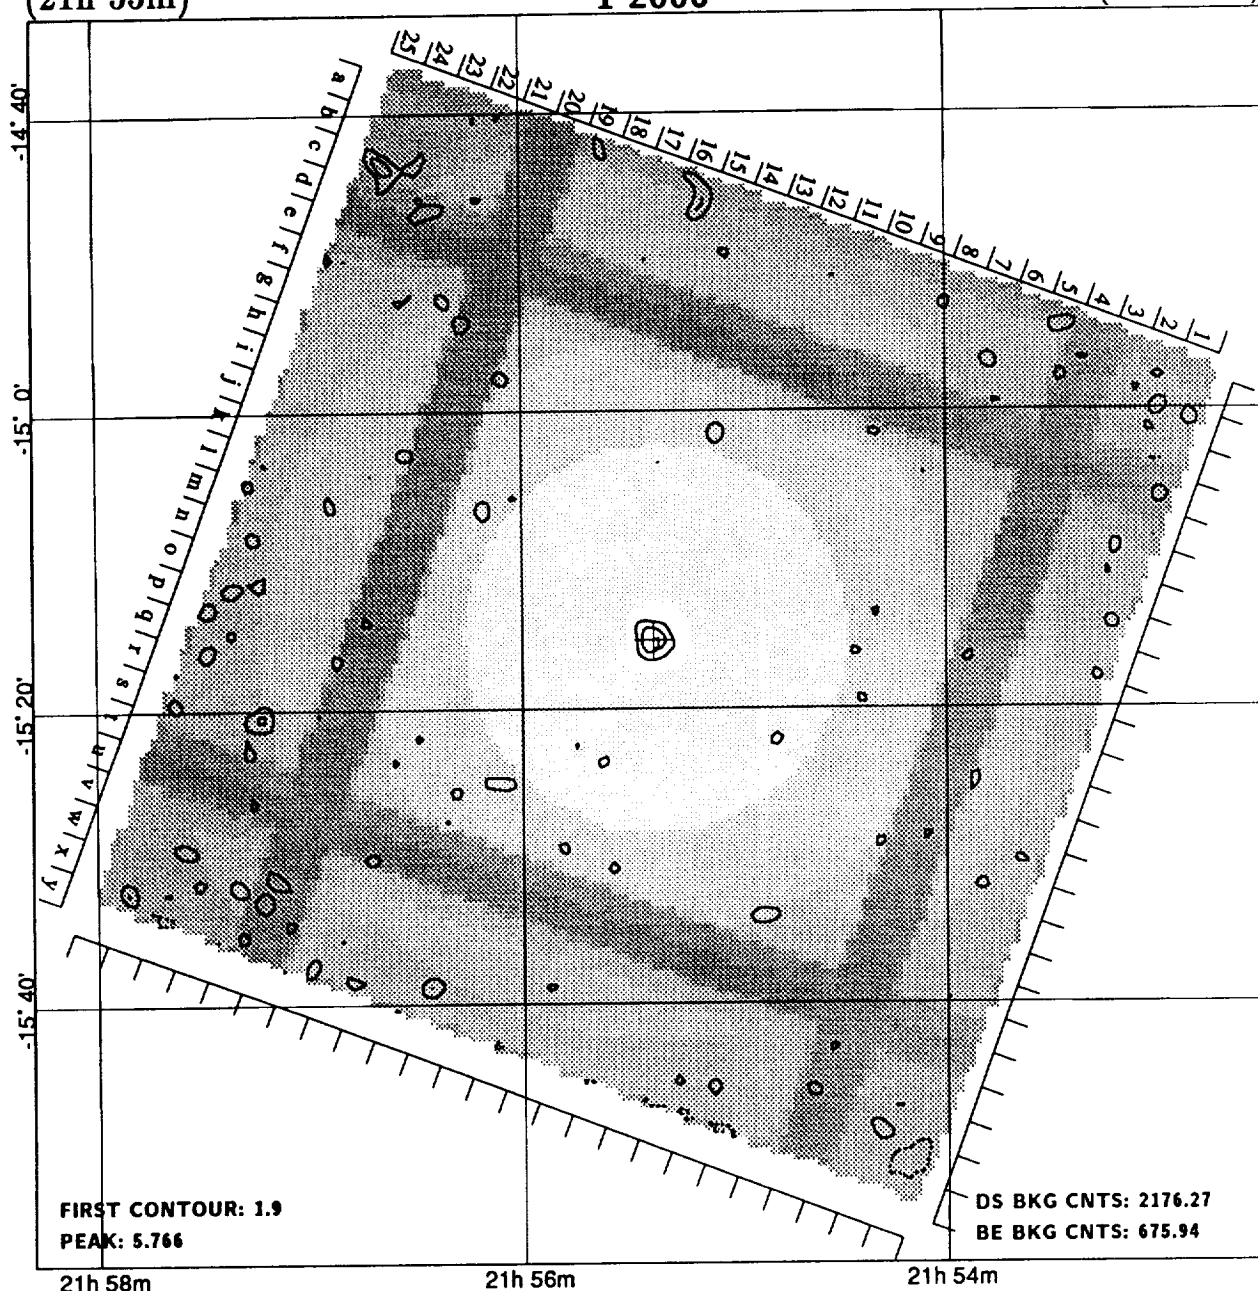 (21h 55m)
25 24 23 22 21 20 19 18 17 16 15 14 13 12 11 10 9 8 7 6 5 4 3 2 1
a b c d e f g h i j k l m n o p q r s t u v w x y
-14° 40'
-15° 0'
-15° 20'
-15° 40'
FIRST CONTOUR: 1.9
PEAK: 5.766
DS BKG CNTS: 2176.27
BE BKG CNTS: 675.94
21h 58m
21h 56m
21h 54m